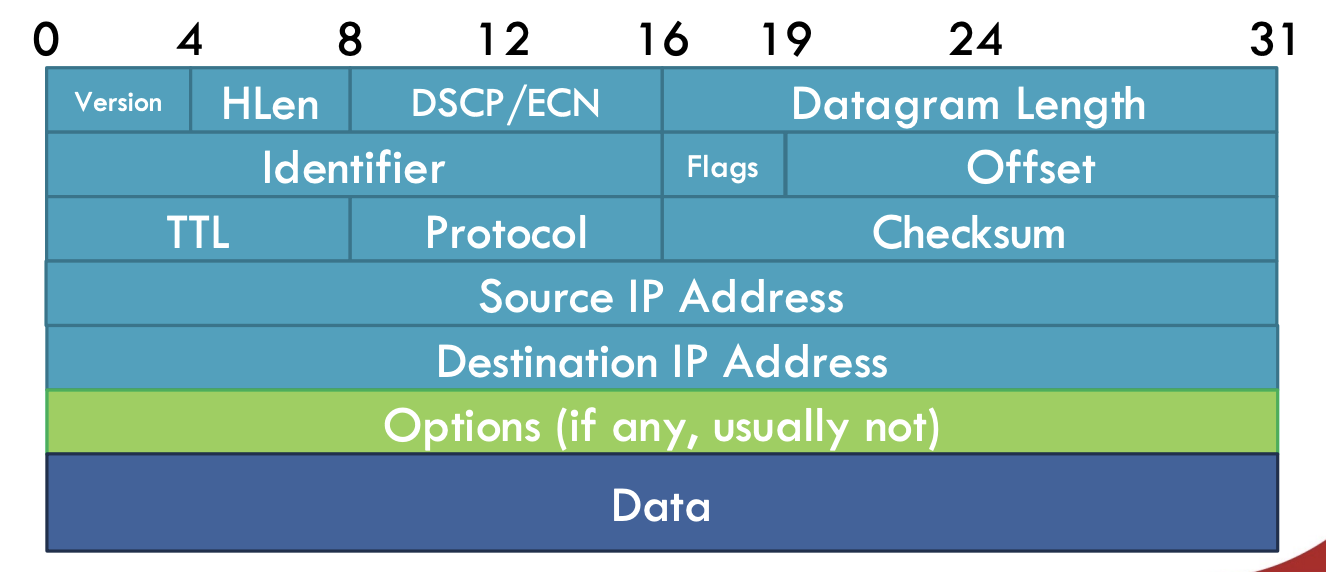 0 4 8 12 16 19 24 31
Version HLen DSCP/ECN Datagram Length
Identifier Flags Offset
TTL Protocol Checksum
Source IP Address
Destination IP Address
Options (if any, usually not)
Data